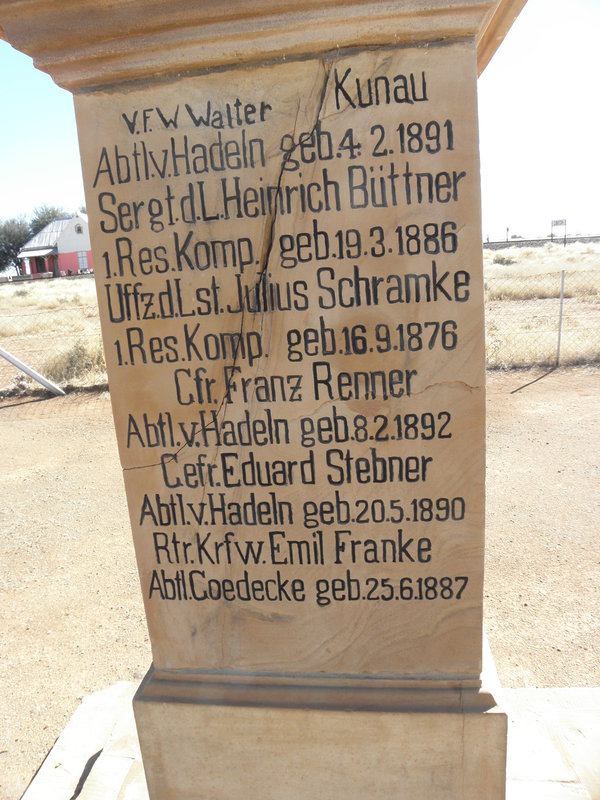 V.F.W Walter Kunau
Abtl.v.Hadeln geb.4.2.1891
Sergt.d.L.Heinrich Büttner
1.Res.Komp. geb.19.3.1886
Uffz.d.Lst.Julius Schramke
1.Res.Komp. geb.16.9.1876
Cfr.Franz Renner
Abtl.v.Hadeln geb.8.2.1892
Cefr.Eduard Stebner
Abtl.v.Hadeln geb.20.5.1890
Rtr.Krfw.Emil Franke
Abtl.Coedecke geb.25.6.1887